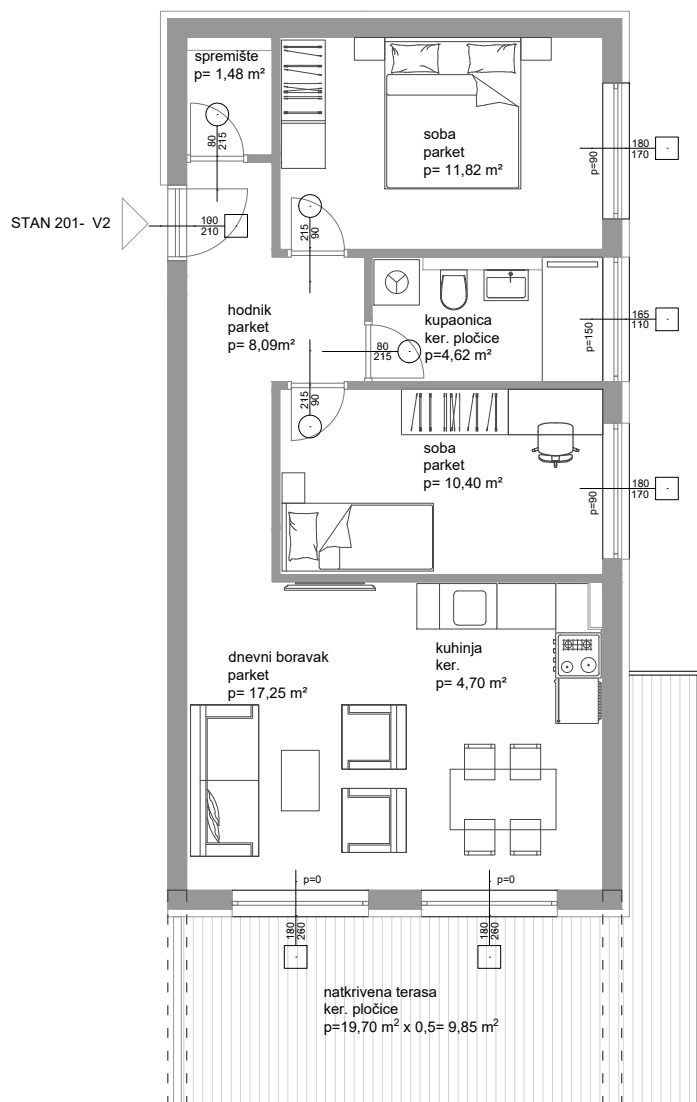 spremište
p= 1,48 m²
80
215
soba
parket
p= 11,82 m²
p=90
180
170
STAN 201- V2
100
210
215
90
hodnik
parket
p= 8,09m²
kupaonica
ker. pločice
p=4,62 m²
80
215
p=150
165
110
215
90
soba
parket
p= 10,40 m²
p=90
180
170
dnevni boravak
parket
p= 17,25 m²
kuhinja
ker.
p= 4,70 m²
p=0
p=0
180
260
180
260
natkrivena terasa
ker. pločice
p=19,70 m² x 0,5= 9,85 m²